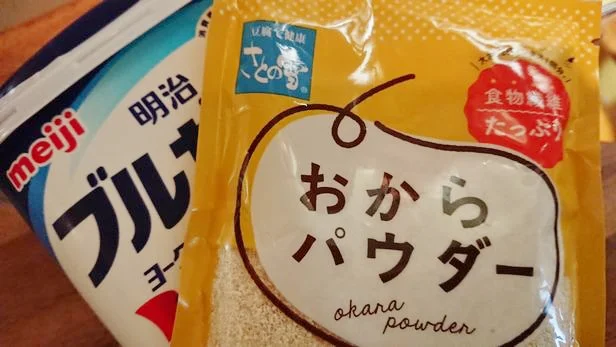 豆腐で健康
さとの雪
食物繊維
たっぷり
おから
パウダー
okara
powder
meiji
明治
ブル
ヨー